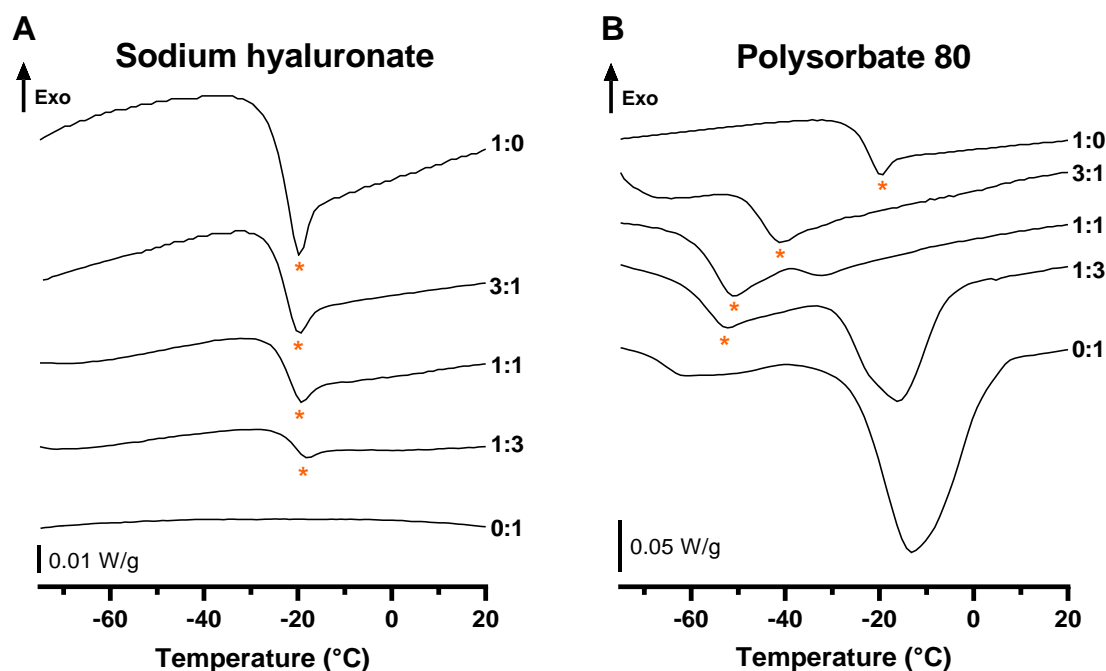 A
Sodium hyaluronate
Exo
1:0
*
3:1
*
1:1
*
1:3
*
0:1
0.01 W/g
-60 -40 -20 0 20
Temperature (°C)
B
Polysorbate 80
Exo
1:0
*
3:1
*
1:1
*
1:3
*
0:1
0.05 W/g
-60 -40 -20 0 20
Temperature (°C)